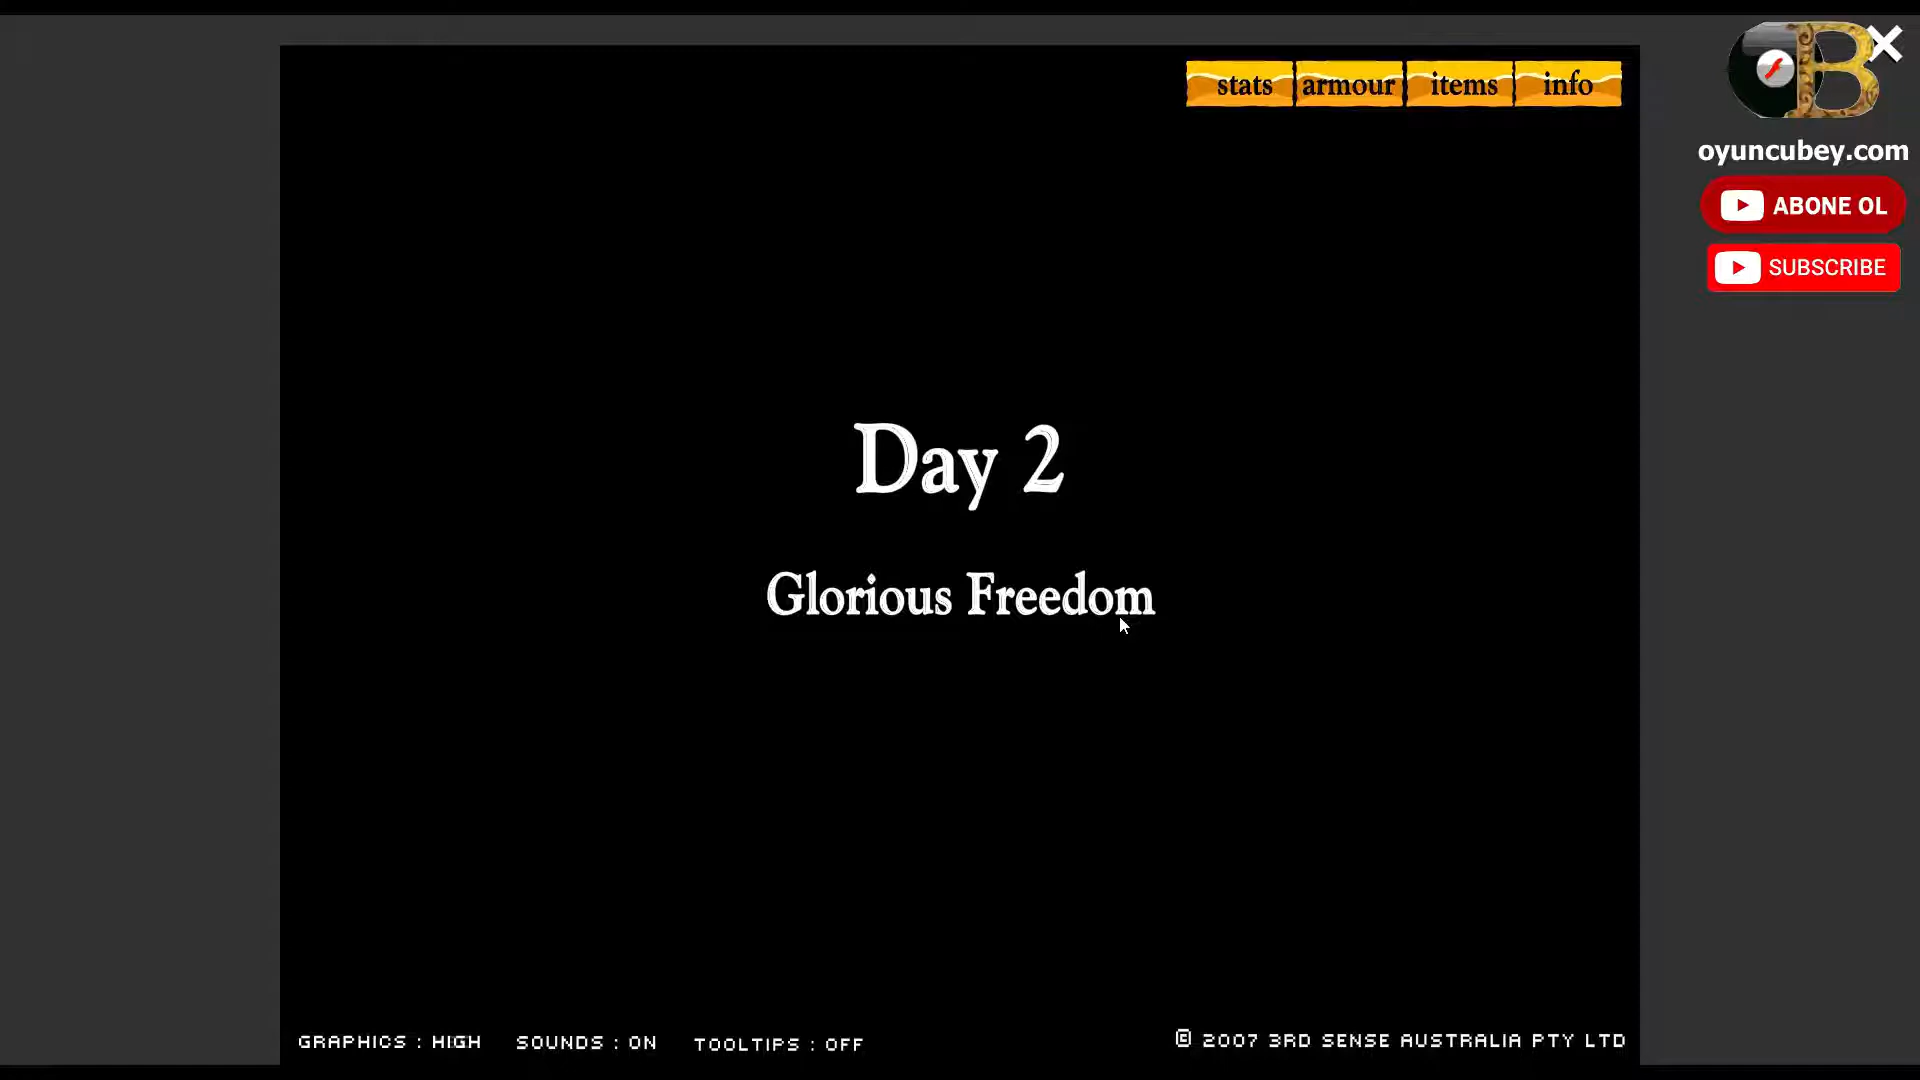 stats armour items info
B
oyuncubey.com
ABONE OL
SUBSCRIBE
Day 2
Glorious Freedom
GRAPHICS : HIGH SOUNDS : ON TOOLTIPS : OFF © 2007 3RD SENSE AUSTRALIA PTY LTD